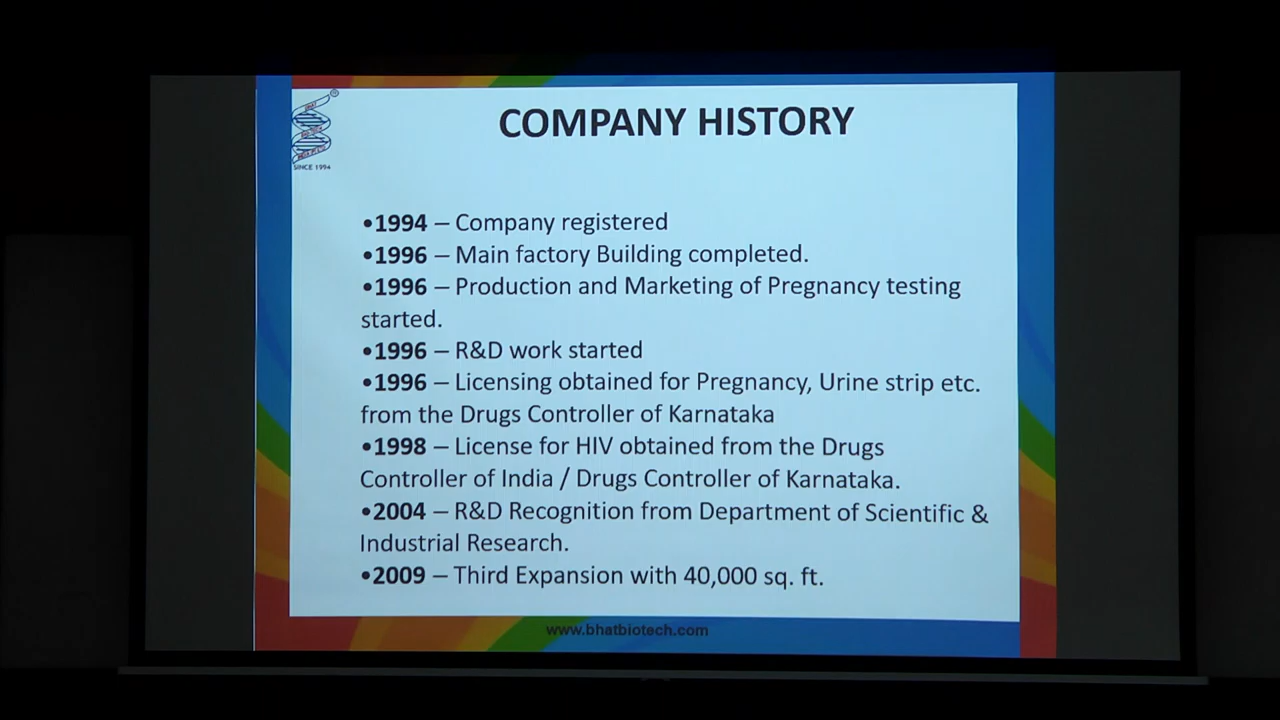 COMPANY HISTORY
SINCE 1994
•1994 – Company registered
•1996 – Main factory Building completed.
•1996 – Production and Marketing of Pregnancy testing
started.
•1996 – R&D work started
•1996 – Licensing obtained for Pregnancy, Urine strip etc.
from the Drugs Controller of Karnataka
•1998 – License for HIV obtained from the Drugs
Controller of India / Drugs Controller of Karnataka.
•2004 – R&D Recognition from Department of Scientific &
Industrial Research.
•2009 – Third Expansion with 40,000 sq. ft.
www.bhatbiotech.com